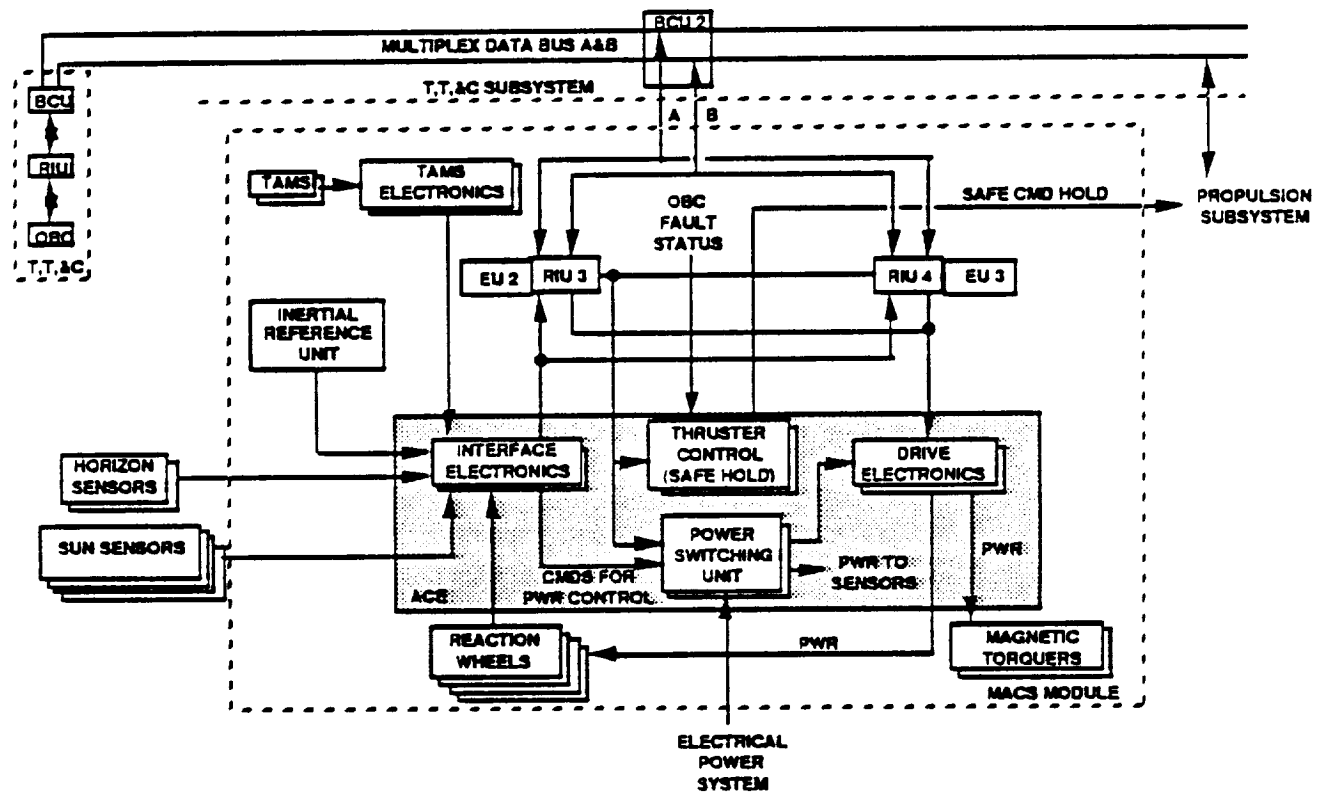 BCU 2
MULTIPLEX DATA BUS A&B
T,T,&C SUBSYSTEM
BCU
RIU
OBC
T,T,&C
A B
TAMS
TAMS
ELECTRONICS
OBC
FAULT
STATUS
SAFE CMD HOLD
PROPULSION
SUBSYSTEM
EU 2
RIU 3
RIU 4
EU 3
INERTIAL
REFERENCE
UNIT
HORIZON
SENSORS
SUN SENSORS
INTERFACE
ELECTRONICS
THRUSTER
CONTROL
(SAFE HOLD)
DRIVE
ELECTRONICS
POWER
SWITCHING
UNIT
CMDS FOR
PWR CONTROL
PWR TO
SENSORS
PWR
ACE
REACTION
WHEELS
PWR
MAGNETIC
TORQUERS
MACS MODULE
ELECTRICAL
POWER
SYSTEM